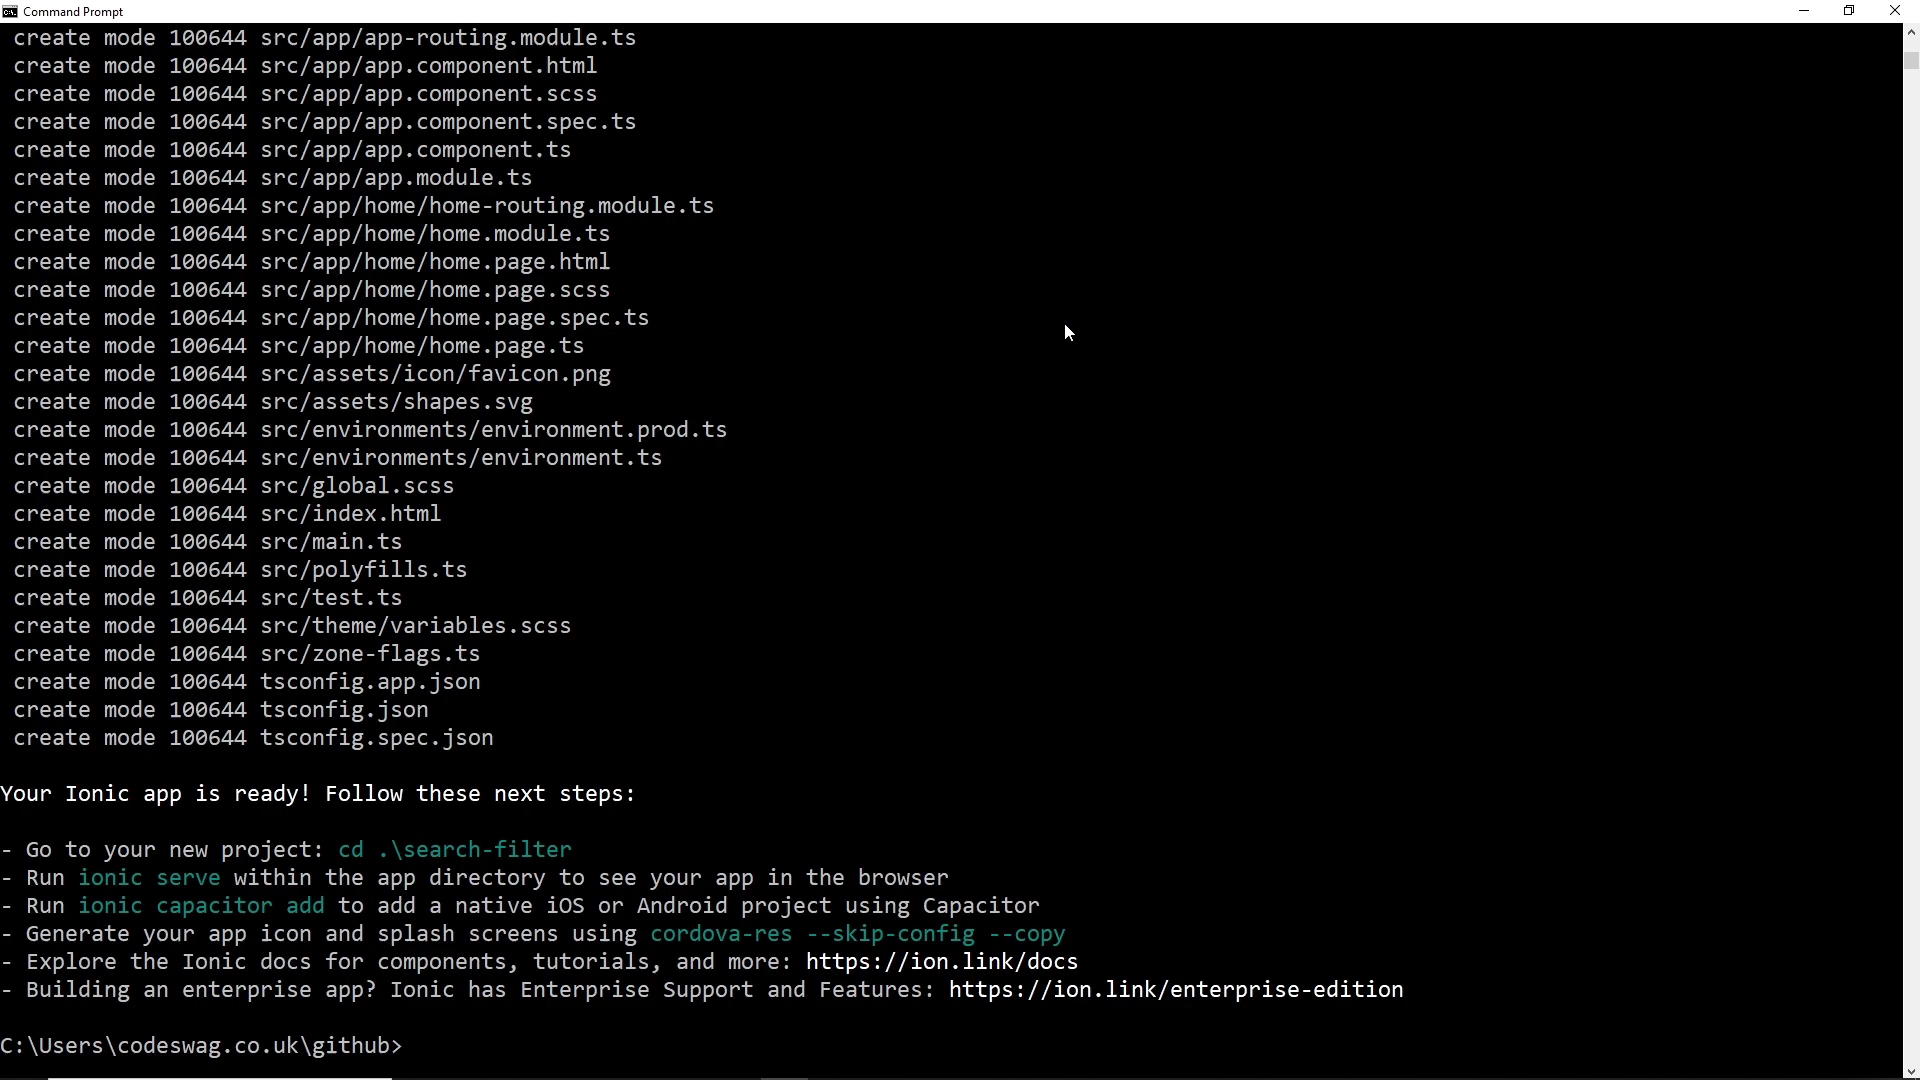 Command Prompt
create mode 100644 src/app/app-routing.module.ts
create mode 100644 src/app/app.component.html
create mode 100644 src/app/app.component.scss
create mode 100644 src/app/app.component.spec.ts
create mode 100644 src/app/app.component.ts
create mode 100644 src/app/app.module.ts
create mode 100644 src/app/home/home-routing.module.ts
create mode 100644 src/app/home/home.module.ts
create mode 100644 src/app/home/home.page.html
create mode 100644 src/app/home/home.page.scss
create mode 100644 src/app/home/home.page.spec.ts
create mode 100644 src/app/home/home.page.ts
create mode 100644 src/assets/icon/favicon.png
create mode 100644 src/assets/shapes.svg
create mode 100644 src/environments/environment.prod.ts
create mode 100644 src/environments/environment.ts
create mode 100644 src/global.scss
create mode 100644 src/index.html
create mode 100644 src/main.ts
create mode 100644 src/polyfills.ts
create mode 100644 src/test.ts
create mode 100644 src/theme/variables.scss
create mode 100644 src/zone-flags.ts
create mode 100644 tsconfig.app.json
create mode 100644 tsconfig.json
create mode 100644 tsconfig.spec.json
Your Ionic app is ready! Follow these next steps:
- Go to your new project: cd .\search-filter
- Run ionic serve within the app directory to see your app in the browser
- Run ionic capacitor add to add a native iOS or Android project using Capacitor
- Generate your app icon and splash screens using cordova-res --skip-config --copy
- Explore the Ionic docs for components, tutorials, and more: https://ion.link/docs
- Building an enterprise app? Ionic has Enterprise Support and Features: https://ion.link/enterprise-edition
C:\Users\codeswag.co.uk\github>